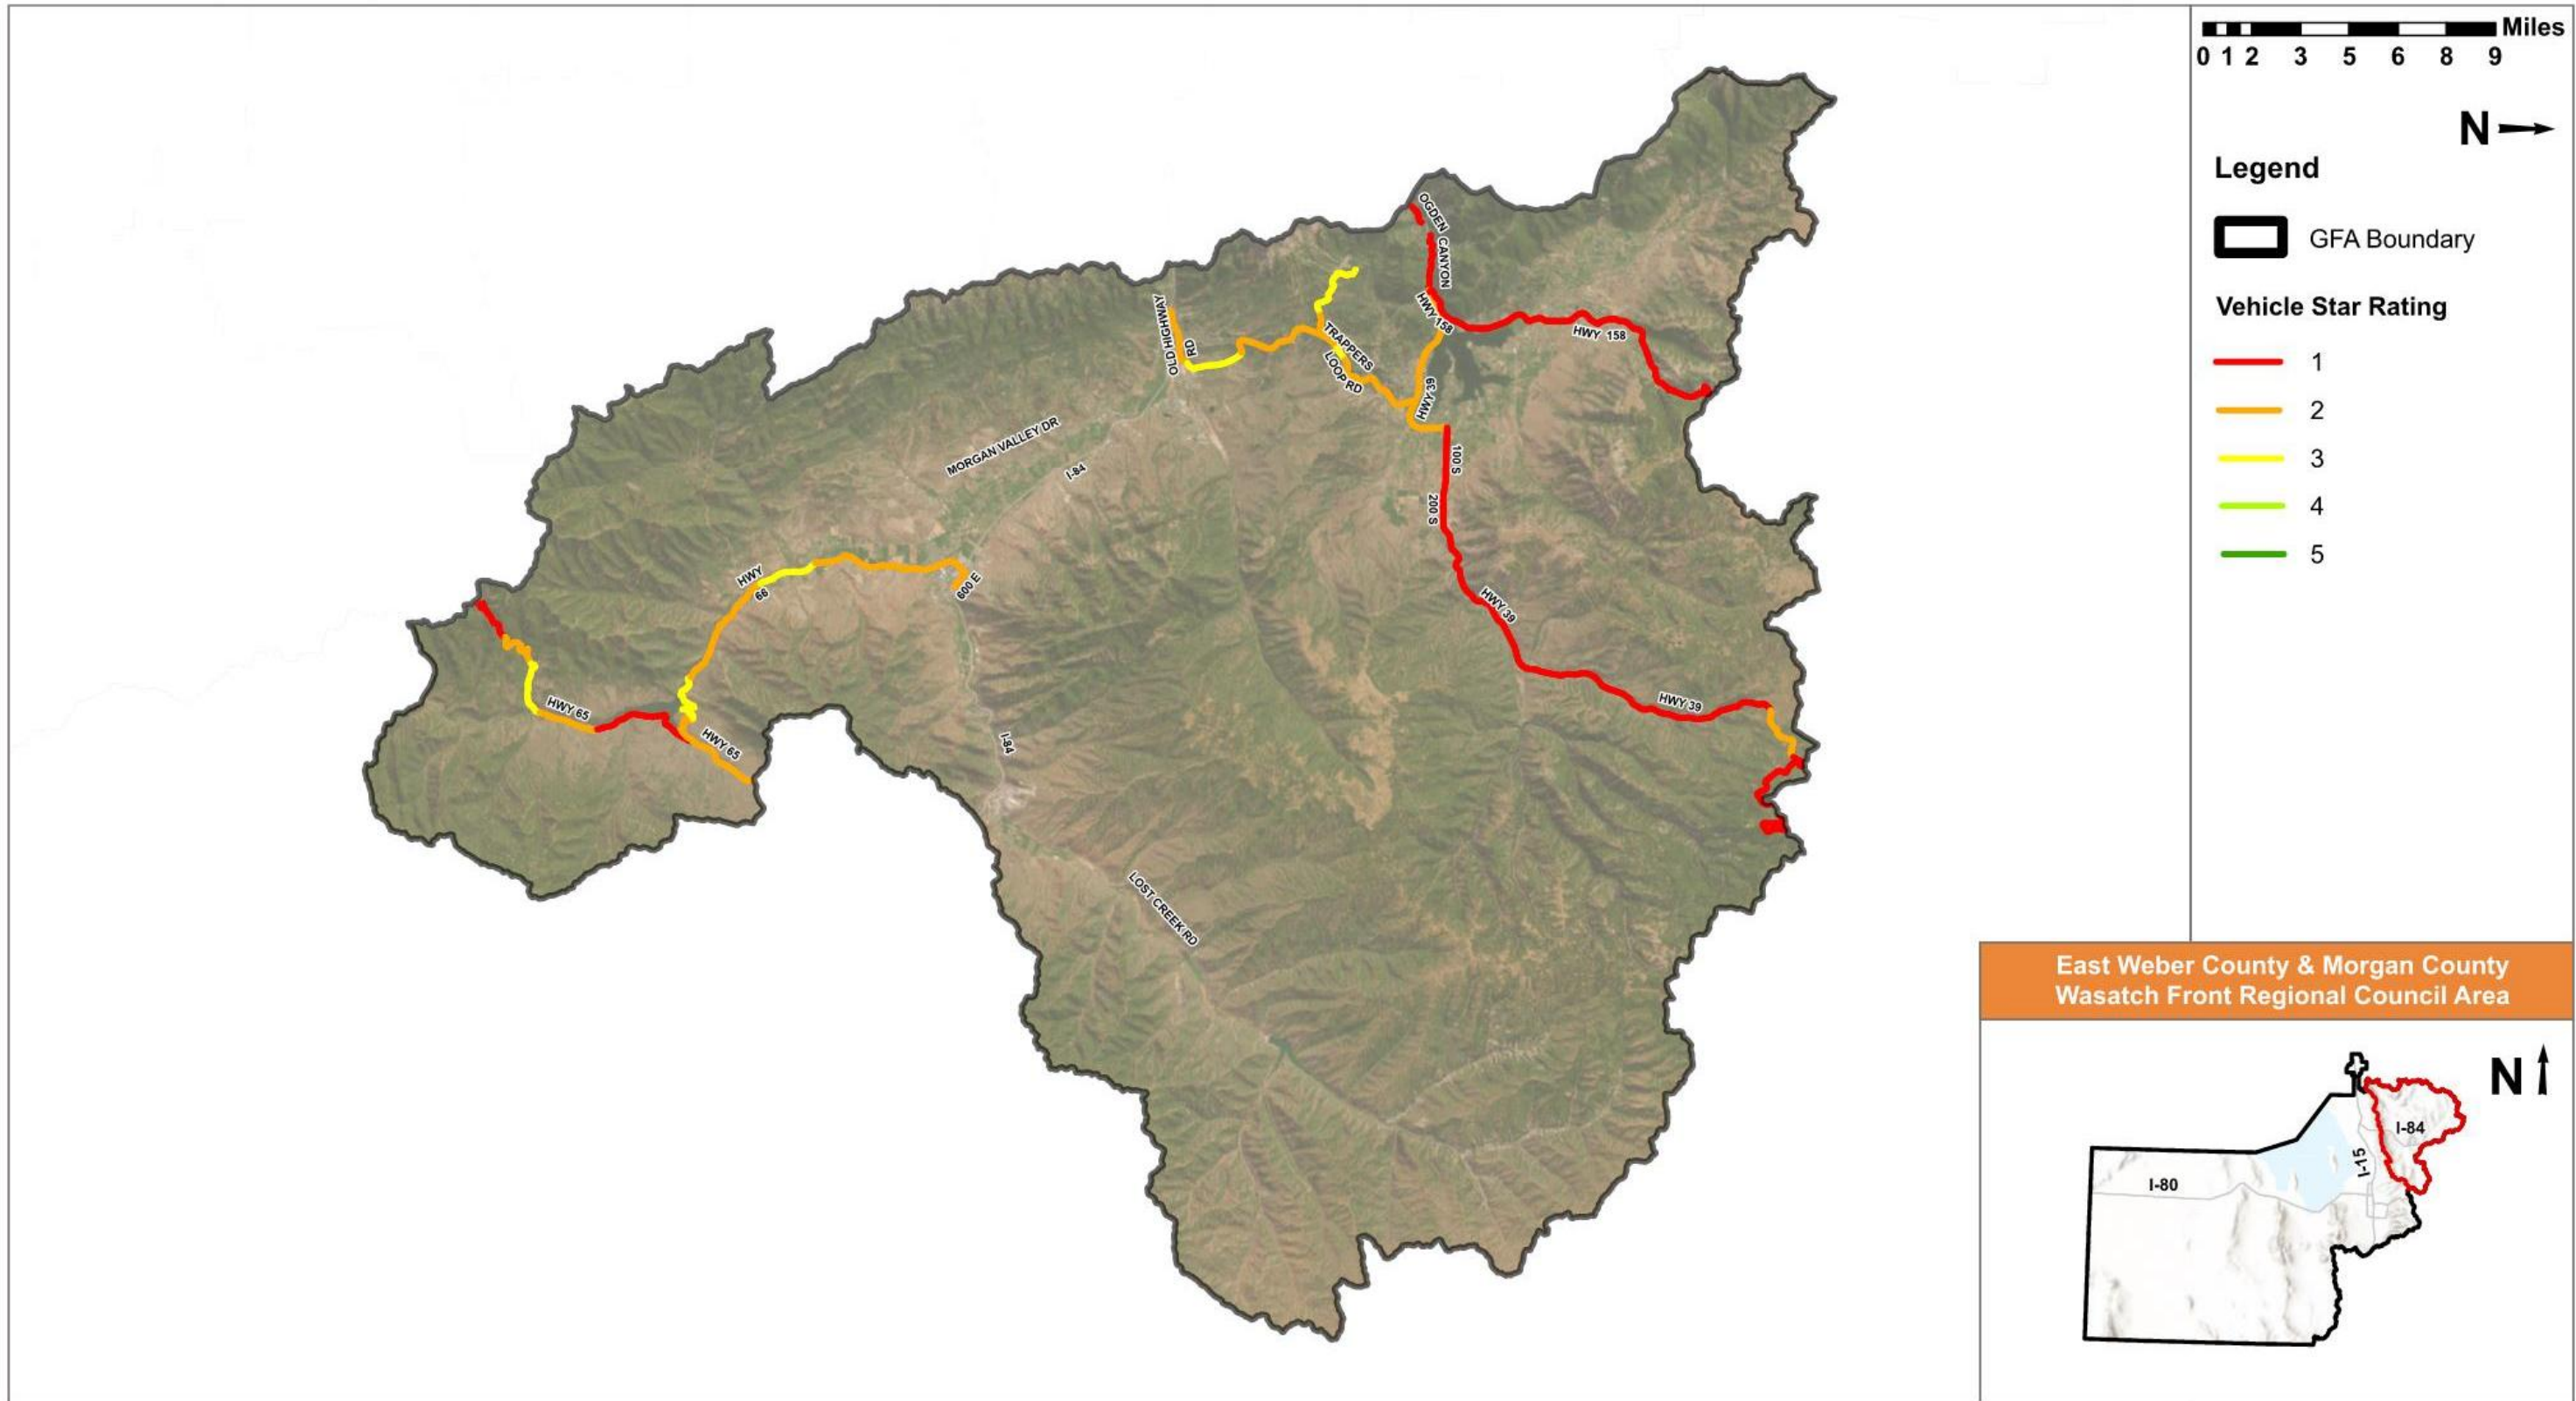 Miles
0 1 2 3 5 6 8 9
N
Legend
GFA Boundary
Vehicle Star Rating
1
2
3
4
5
OGDEN CANYON
HWY 158
HWY 158
OLD HIGHWAY
RD
TRAPPERS
LOOP RD
HWY 39
MORGAN VALLEY DR
I-84
100 S
200 S
HWY
66
600 E
HWY 39
HWY 65
HWY 39
HWY 65
I-84
LOST CREEK RD
East Weber County & Morgan County
Wasatch Front Regional Council Area
N
I-84
I-15
I-80